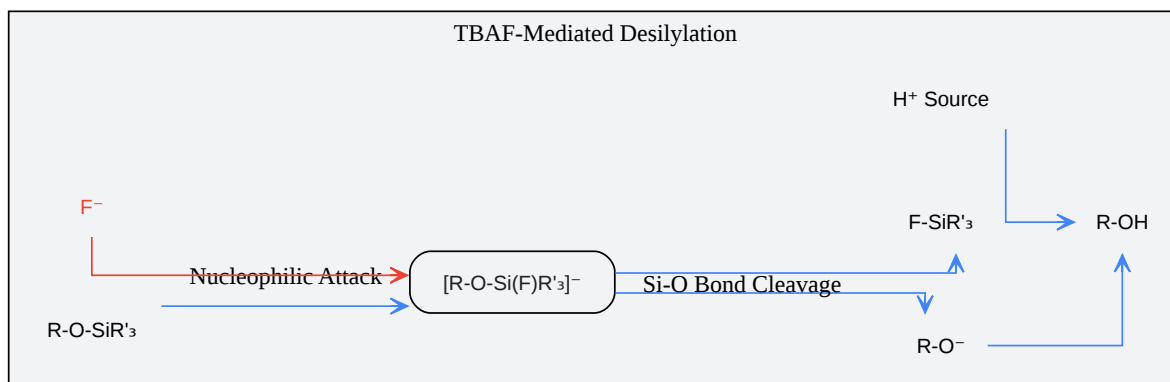 TBAF-Mediated Desilylation
H⁺ Source
F⁻
F-SiR'₃
R-OH
Nucleophilic Attack
[R-O-Si(F)R'₃]⁻
Si-O Bond Cleavage
R-O-SiR'₃
R-O⁻